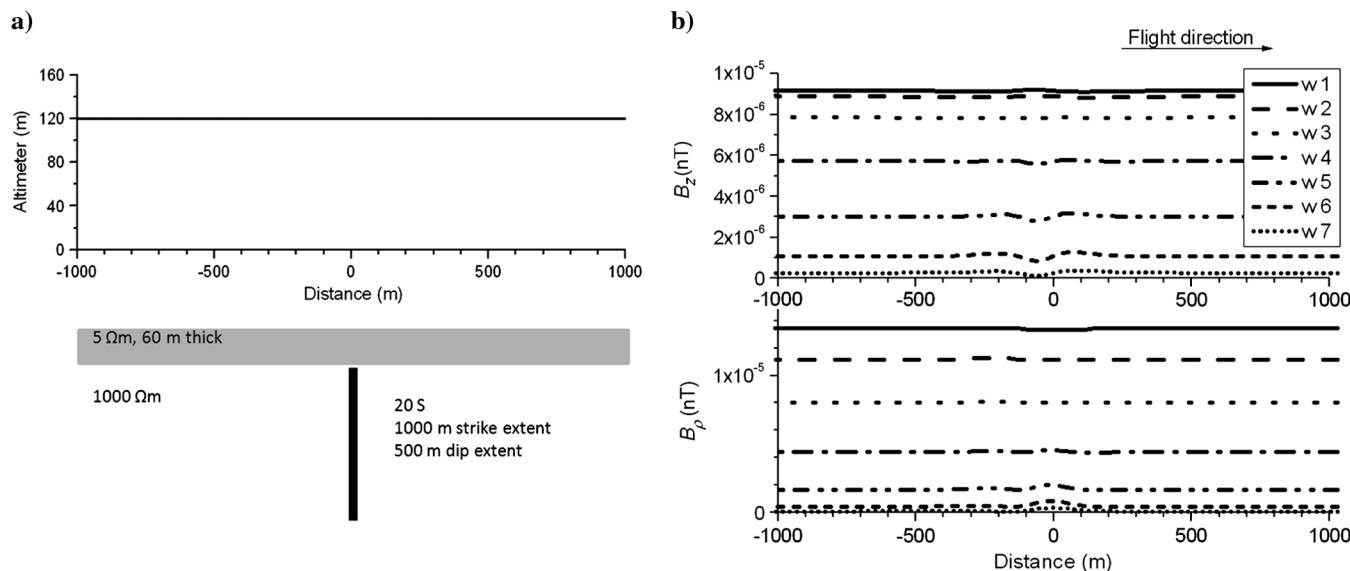 a)
Altimeter (m)
160
120
80
40
0
-1000
-500
0
500
1000
Distance (m)
5 Ωm, 60 m thick
1000 Ωm
20 S
1000 m strike extent
500 m dip extent
b)
Flight direction
1x10⁻⁵
8x10⁻⁶
6x10⁻⁶
4x10⁻⁶
2x10⁻⁶
0
B_z (nT)
w1
w2
w3
w4
w5
w6
w7
-1000
-500
0
500
1000
1x10⁻⁵
0
B_ρ (nT)
-1000
-500
0
500
1000
Distance (m)